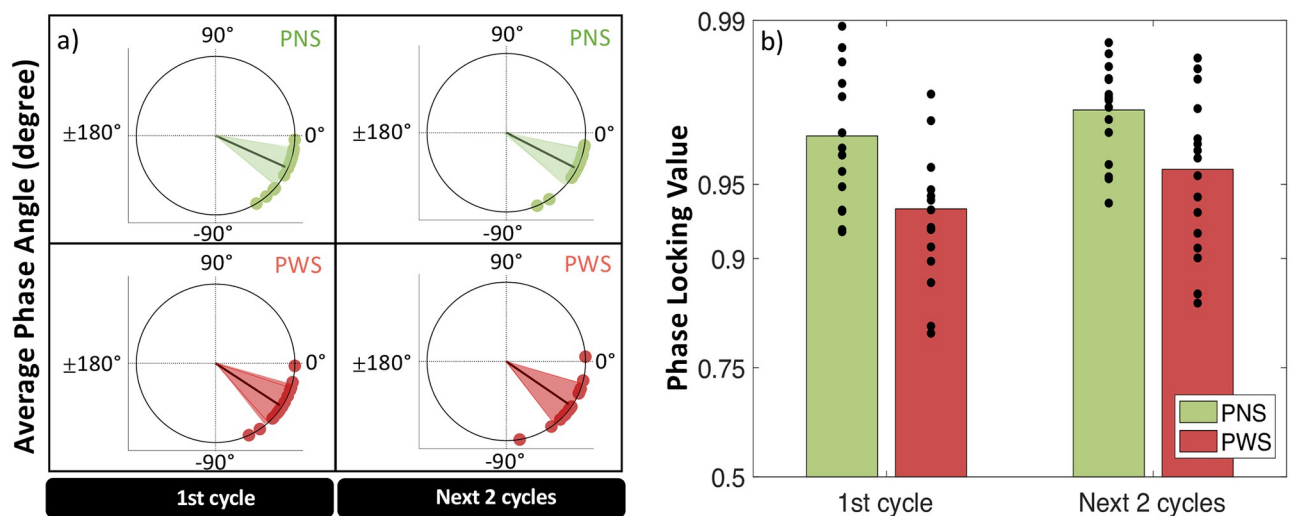 a)
Average Phase Angle (degree)
90°
PNS
±180°
0°
-90°
90°
PNS
±180°
0°
-90°
90°
PWS
±180°
0°
-90°
90°
PWS
±180°
0°
-90°
1st cycle
Next 2 cycles
b)
Phase Locking Value
0.99
0.95
0.9
0.75
0.5
PNS
PWS
1st cycle
Next 2 cycles